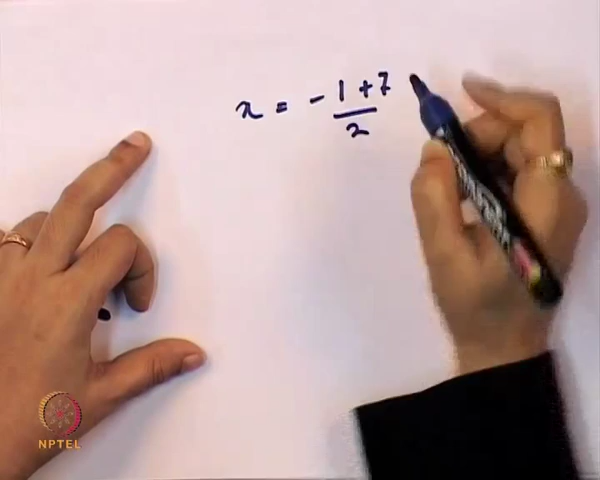 x = - 1 + 7 / 2
NPTEL